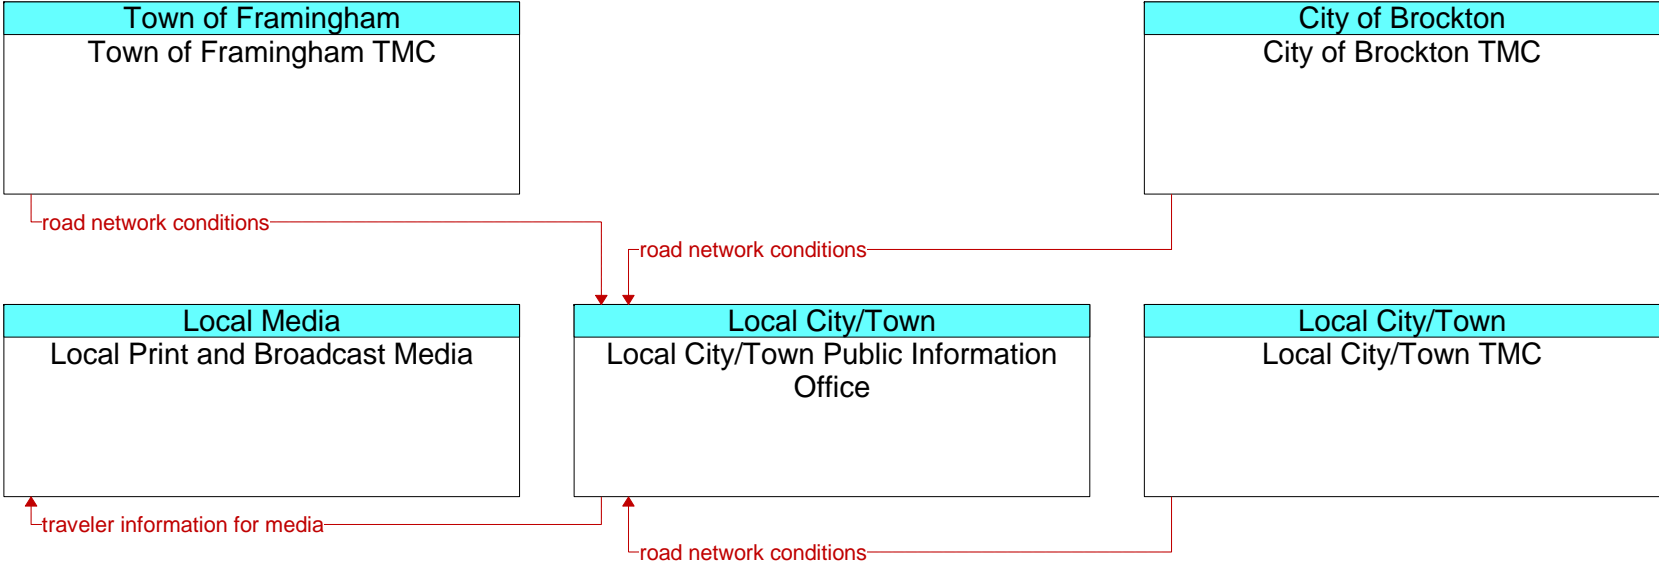 Town of Framingham
Town of Framingham TMC
City of Brockton
City of Brockton TMC
road network conditions
road network conditions
Local Media
Local Print and Broadcast Media
Local City/Town
Local City/Town Public Information
Office
Local City/Town
Local City/Town TMC
traveler information for media
road network conditions